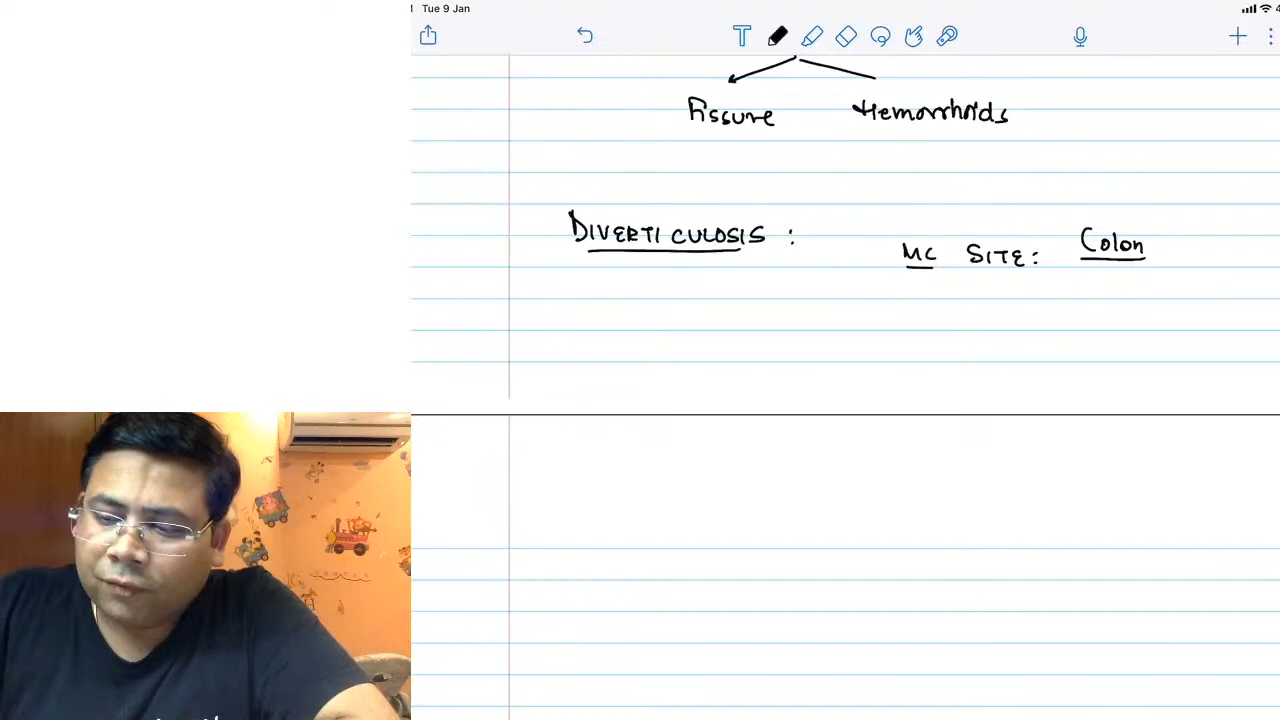 Tue 9 Jan
Fissure Hemorrhoids
DIVERTICULOSIS :
MC SITE: Colon